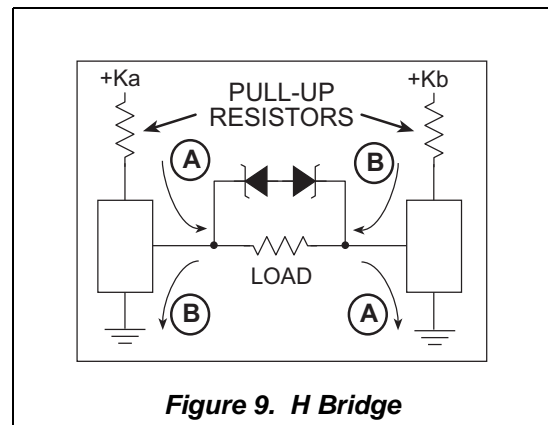 +Ka +Kb
PULL-UP
RESISTORS
A B
LOAD
B A
Figure 9. H Bridge